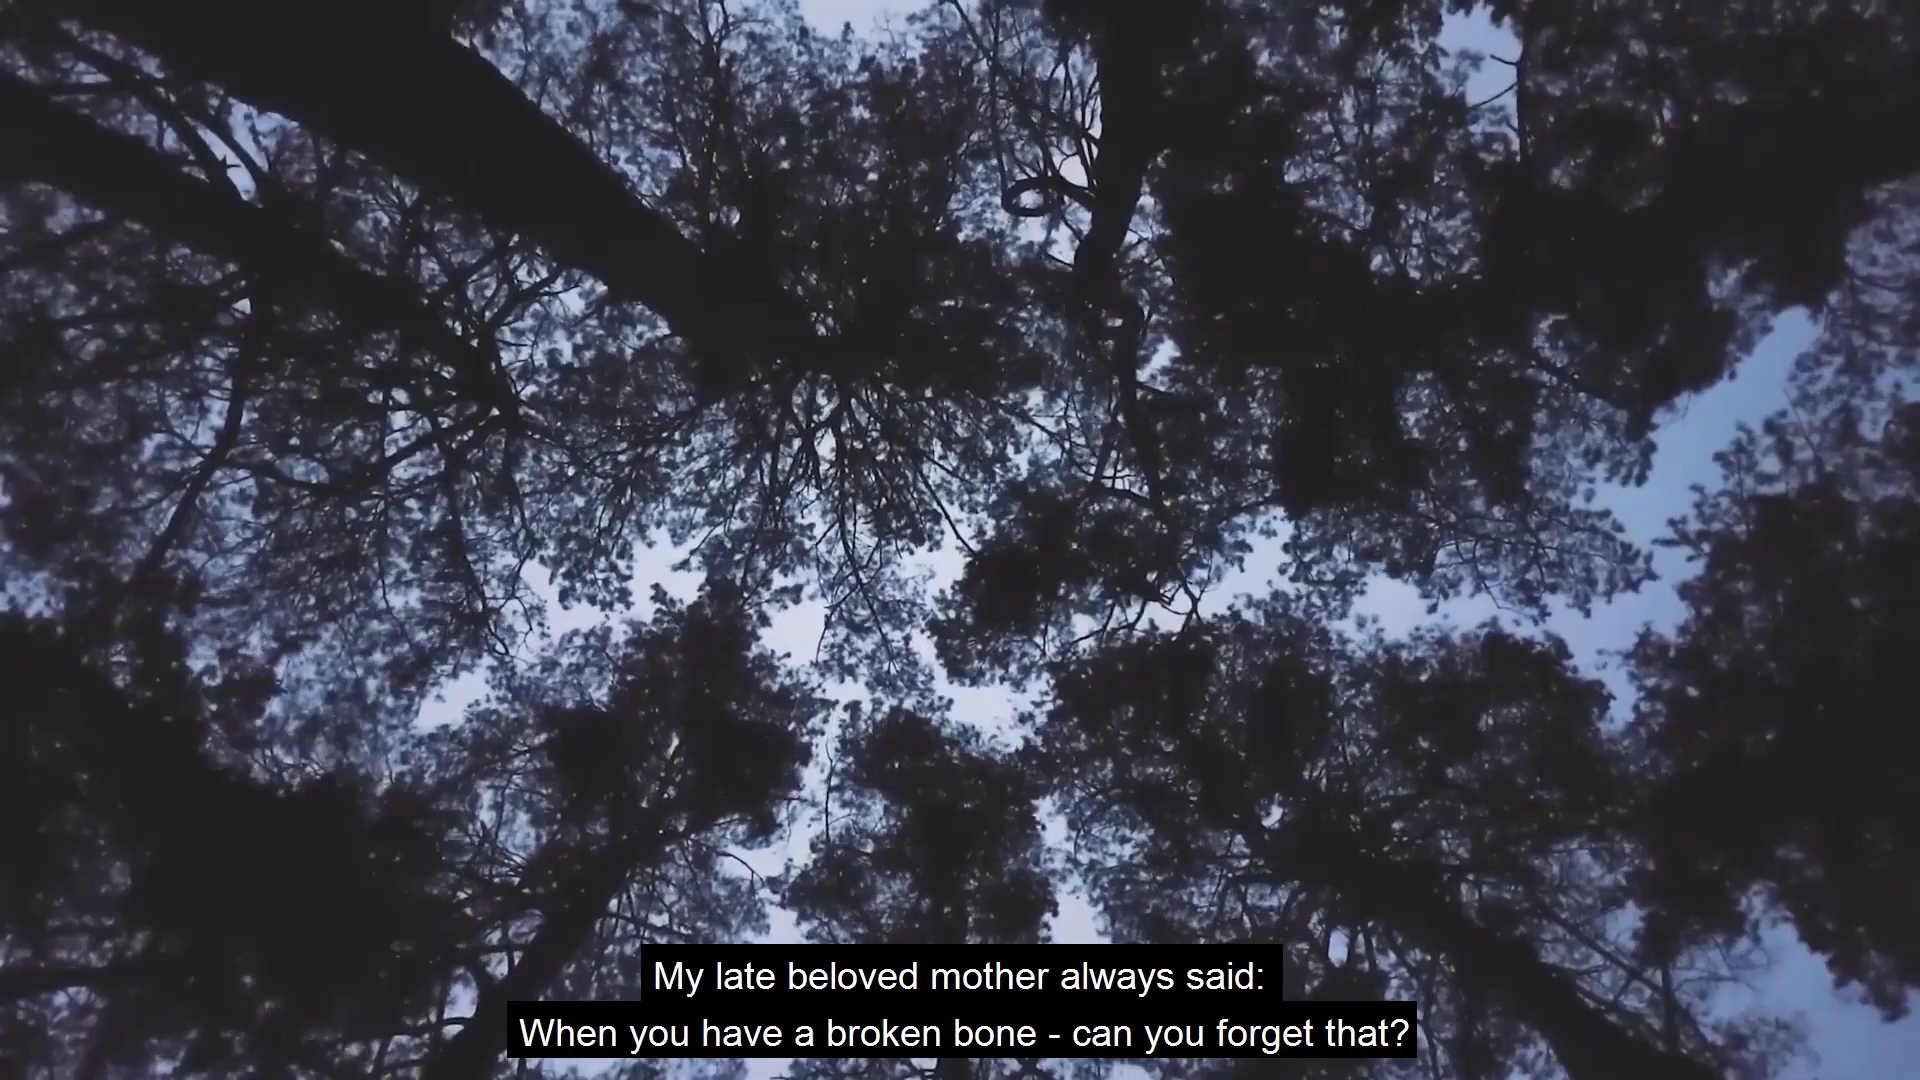 My late beloved mother always said:
When you have a broken bone - can you forget that?